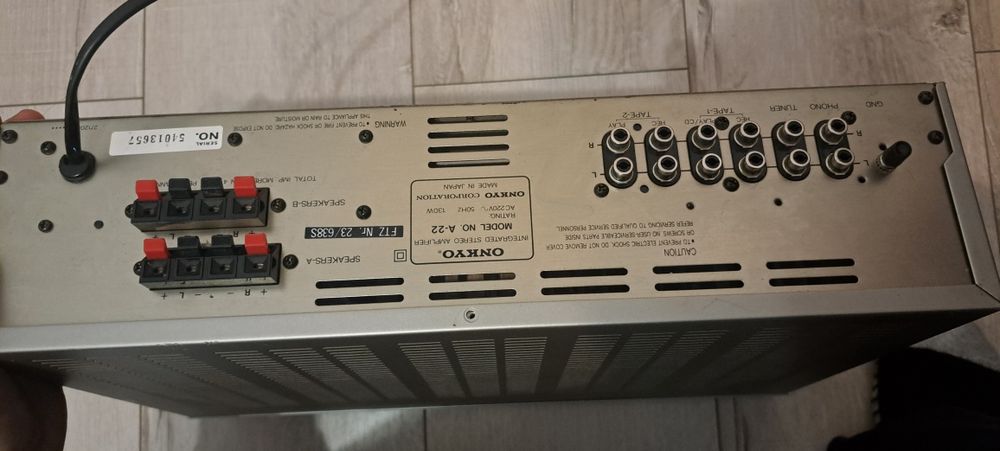 CAUTION
●PREVENT ELECTRIC SHOCK, DO NOT REMOVE COVER
OR SCREWS. NO USER-SERVICEABLE PARTS INSIDE.
REFER SERVICING TO QUALIFIED SERVICE PERSONNEL.
ONKYO
INTEGRATED STEREO AMPLIFIER
MODEL NO. A-22
RATING:
AC220V~ 50HZ 130W
ONKYO CORPORATION
MADE IN JAPAN
SPEAKERS-A
+ R − − L +
FTZ Nr. 23/638S
SPEAKERS-B
TOTAL IMP. MORE
L
R
GND
PHONO
TUNER
REC PLAY/CD
TAPE-1
REC PLAY
TAPE-2
L
R
WARNING
●TO PREVENT FIRE OR SHOCK HAZARD, DO NOT EXPOSE
THIS APPLIANCE TO RAIN OR MOISTURE.
SERIAL
NO.